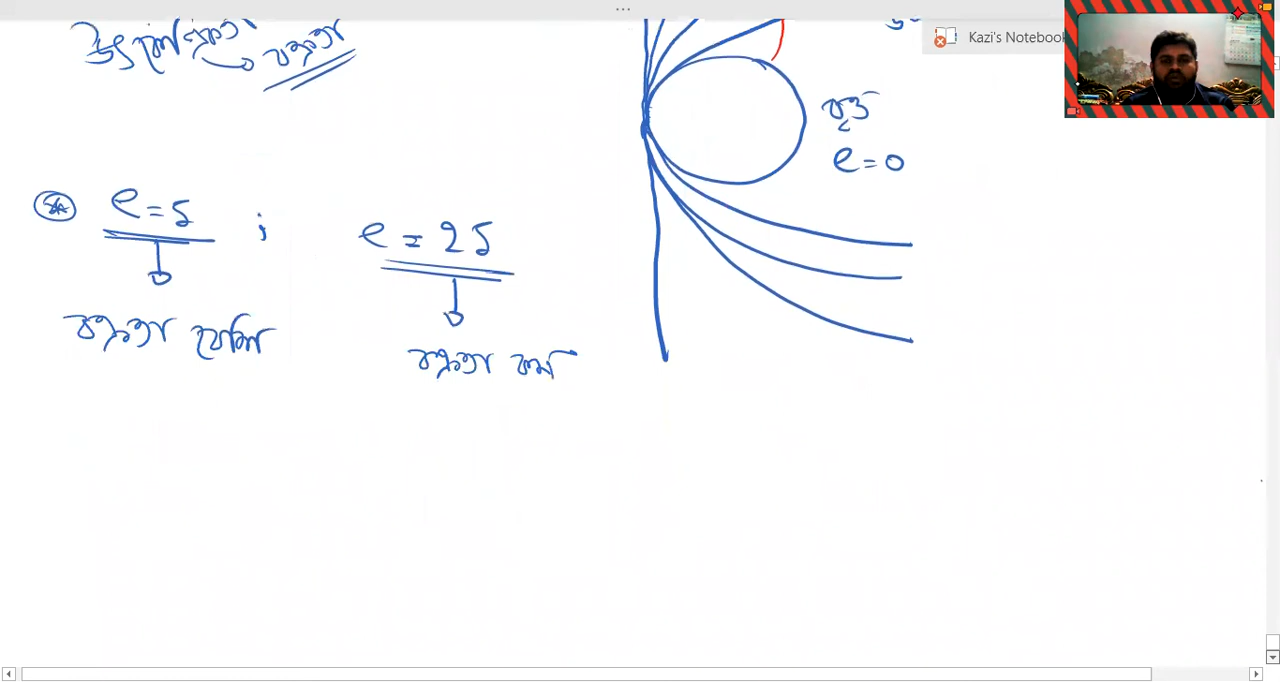 উৎকেন্দ্রিকতা → বক্রতা
Kazi's Notebook
বৃত্ত
e = 0
e = 5 ; e = 25
বক্রতা বেশি
বক্রতা কম